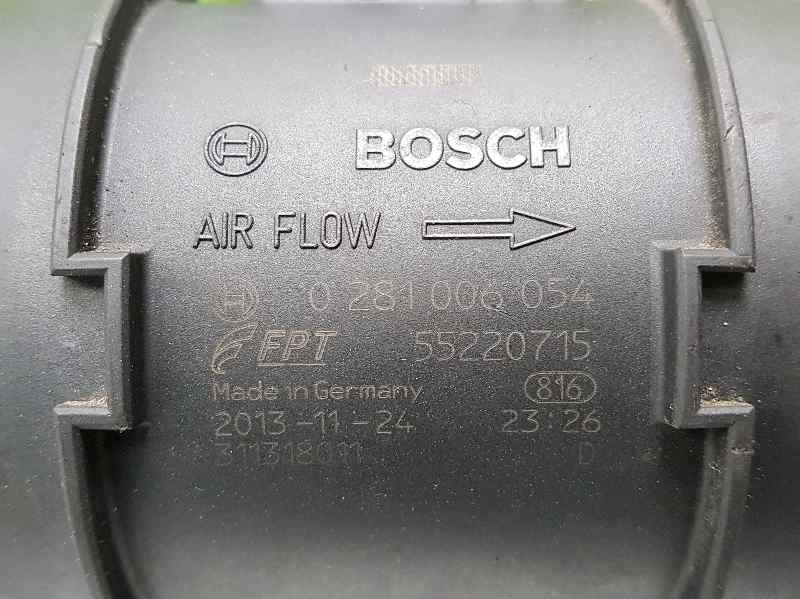 BOSCH
AIR FLOW
0 281 006 054
FPT 55220715
Made in Germany 816
2013-11-24 23:26
311318011 D